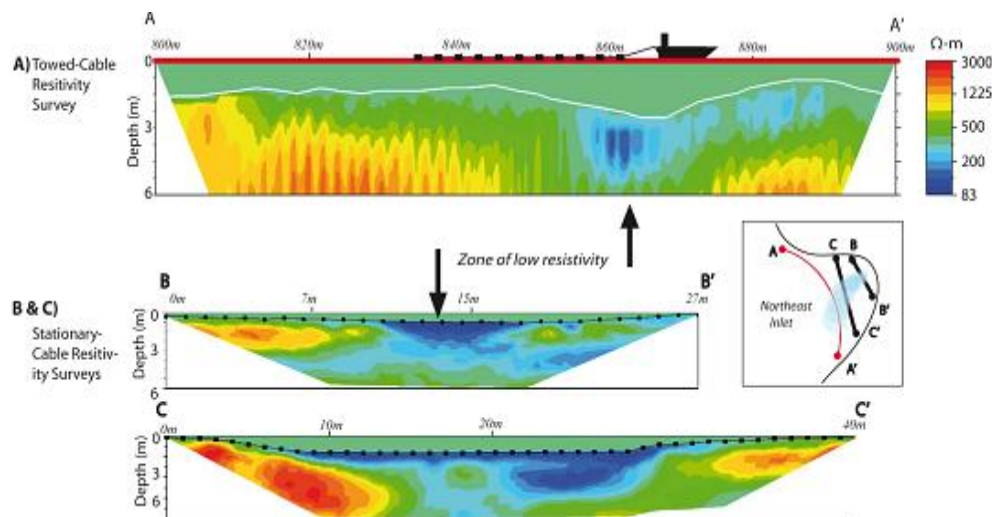 A A'
800m 820m 840m 860m 880m 900m
A) Towed-Cable
Resitivity
Survey
Depth (m)
0
3
6
Ω-m
3000
1225
500
200
83
Zone of low resistivity
B B'
0m 7m 15m 27m
B & C)
Stationary-
Cable Resitiv-
ity Surveys
Depth (m)
0
3
6
A C B
Northeast
Inlet
B'
C'
A'
C C'
0m 10m 20m 40m
Depth (m)
0
3
6